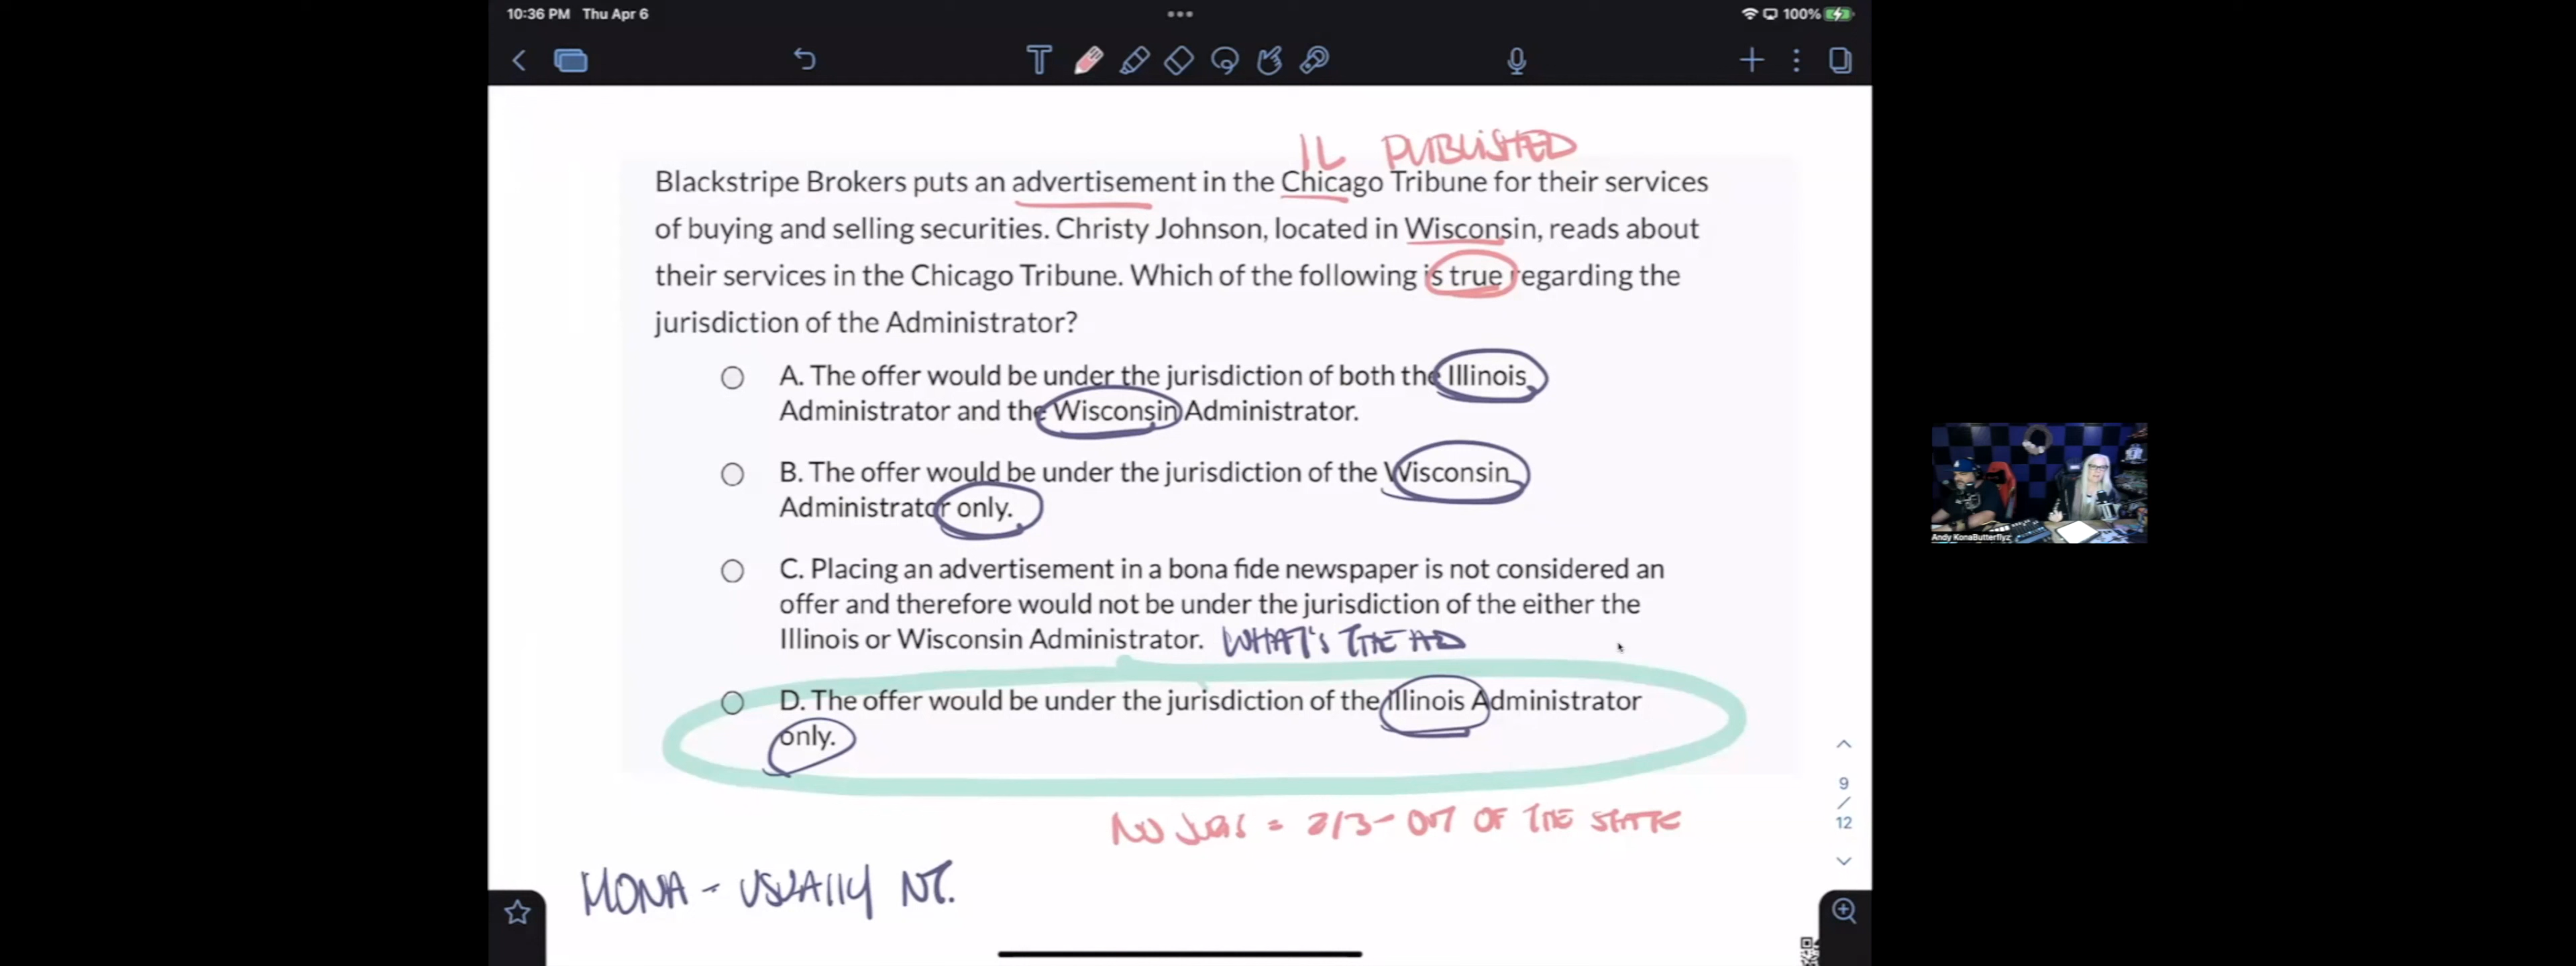 10:36 PM Thu Apr 6
100%
IL PUBLISHED
Blackstripe Brokers puts an advertisement in the Chicago Tribune for their services
of buying and selling securities. Christy Johnson, located in Wisconsin, reads about
their services in the Chicago Tribune. Which of the following is true regarding the
jurisdiction of the Administrator?
A. The offer would be under the jurisdiction of both the Illinois
Administrator and the Wisconsin Administrator.
B. The offer would be under the jurisdiction of the Wisconsin
Administrator only.
C. Placing an advertisement in a bona fide newspaper is not considered an
offer and therefore would not be under the jurisdiction of the either the
Illinois or Wisconsin Administrator. WHAT'S THE AD
D. The offer would be under the jurisdiction of the Illinois Administrator
only.
NO JURIS = 2/3 - OUT OF THE STATE
MONA - USUALLY NT.
9
/
12
Andy KonaButterflyz